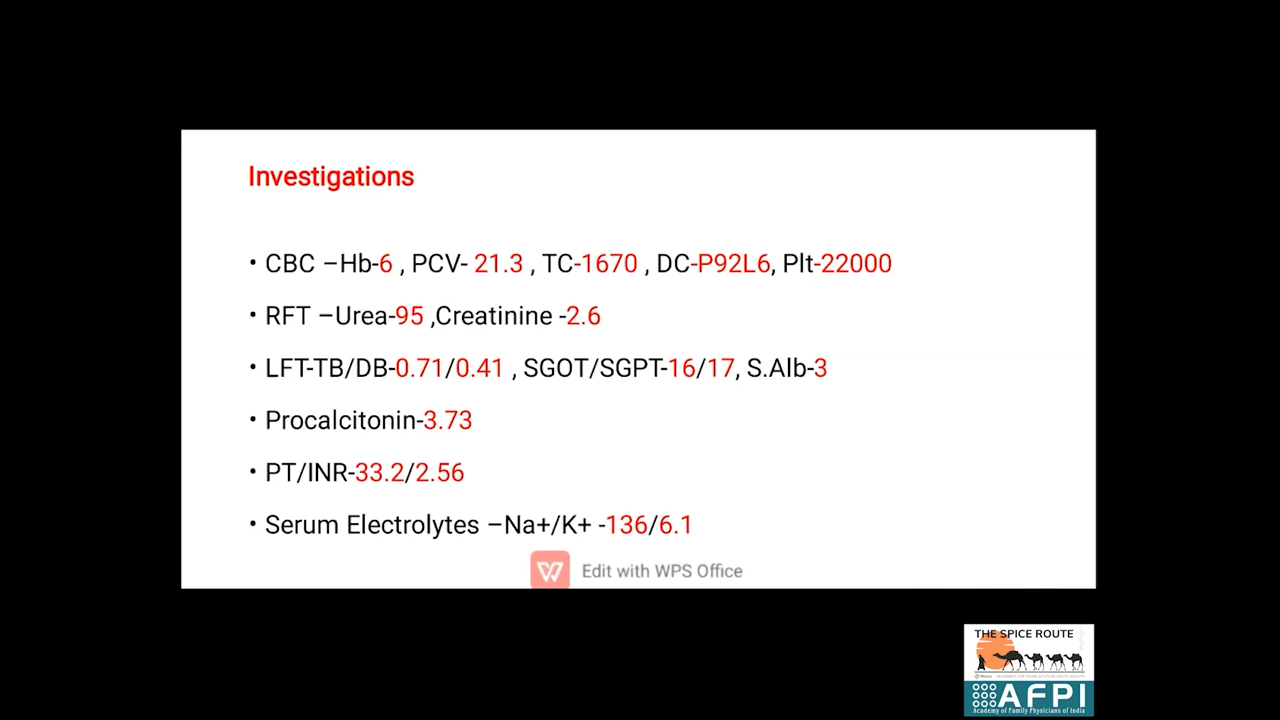 Investigations
• CBC –Hb-6 , PCV- 21.3 , TC-1670 , DC-P92L6, Plt-22000
• RFT –Urea-95 ,Creatinine -2.6
• LFT-TB/DB-0.71/0.41 , SGOT/SGPT-16/17, S.Alb-3
• Procalcitonin-3.73
• PT/INR-33.2/2.56
• Serum Electrolytes –Na+/K+ -136/6.1
Edit with WPS Office
THE SPICE ROUTE
AFPI
Academy of Family Physicians of India